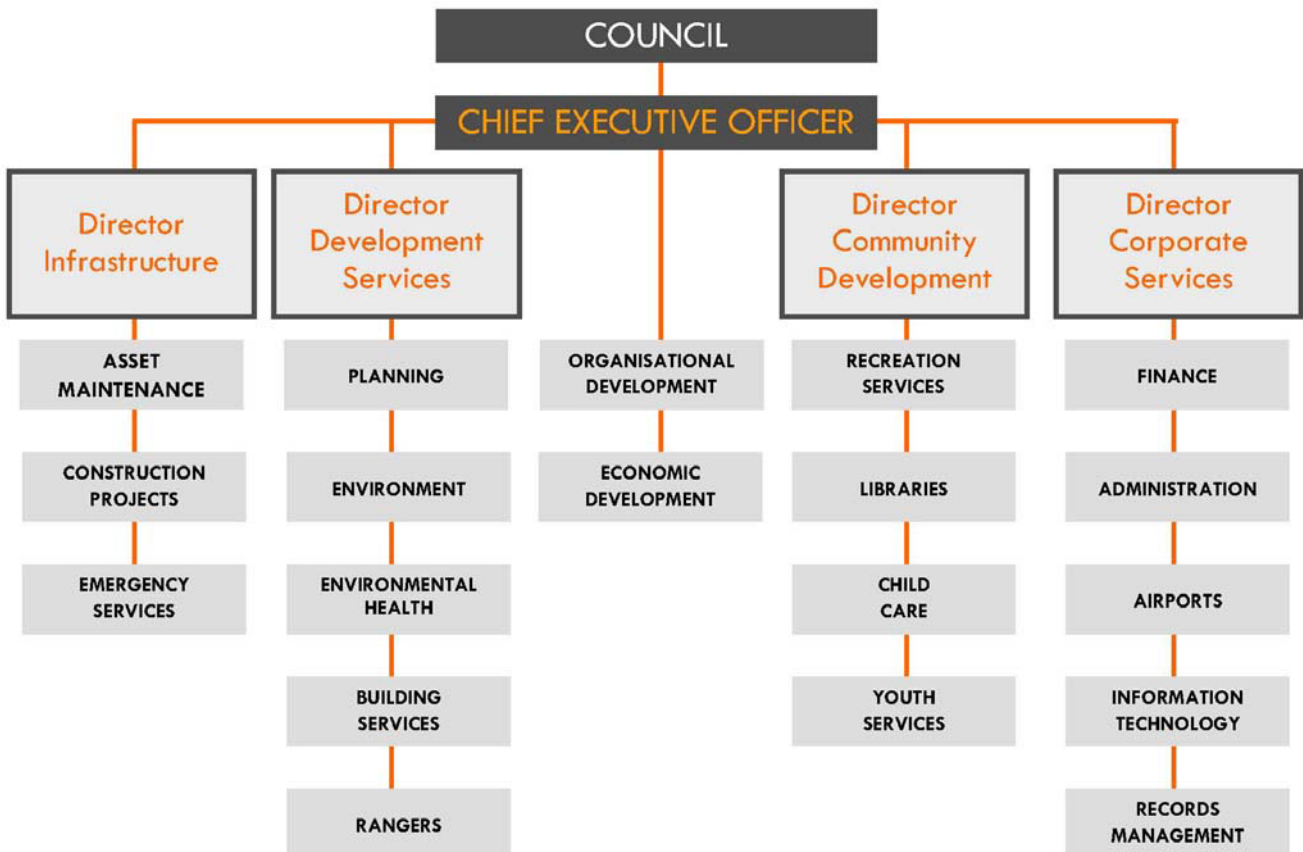 COUNCIL
CHIEF EXECUTIVE OFFICER
Director
Infrastructure
Director
Development
Services
Director
Community
Development
Director
Corporate
Services
ASSET
MAINTENANCE
PLANNING
ORGANISATIONAL
DEVELOPMENT
RECREATION
SERVICES
FINANCE
CONSTRUCTION
PROJECTS
ENVIRONMENT
ECONOMIC
DEVELOPMENT
LIBRARIES
ADMINISTRATION
EMERGENCY
SERVICES
ENVIRONMENTAL
HEALTH
CHILD
CARE
AIRPORTS
BUILDING
SERVICES
YOUTH
SERVICES
INFORMATION
TECHNOLOGY
RANGERS
RECORDS
MANAGEMENT